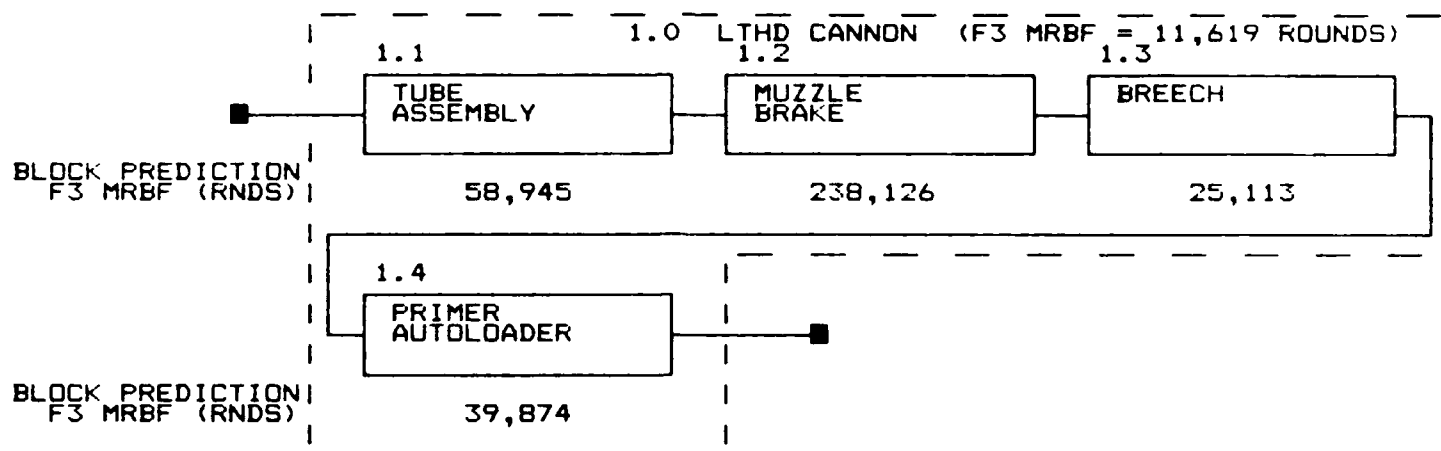 1.0 LTHD CANNON (F3 MRBF = 11,619 ROUNDS)
1.1 1.2 1.3
TUBE
ASSEMBLY
MUZZLE
BRAKE
BREECH
BLOCK PREDICTION
F3 MRBF (RNDS) 58,945 238,126 25,113
1.4
PRIMER
AUTOLOADER
BLOCK PREDICTION
F3 MRBF (RNDS) 39,874